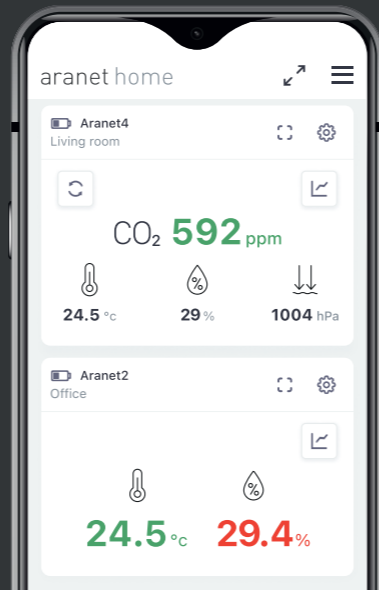 aranet home
Aranet4
Living room
CO₂ 592 ppm
%
24.5 °c 29 % 1004 hPa
Aranet2
Office
%
24.5 °c 29.4 %